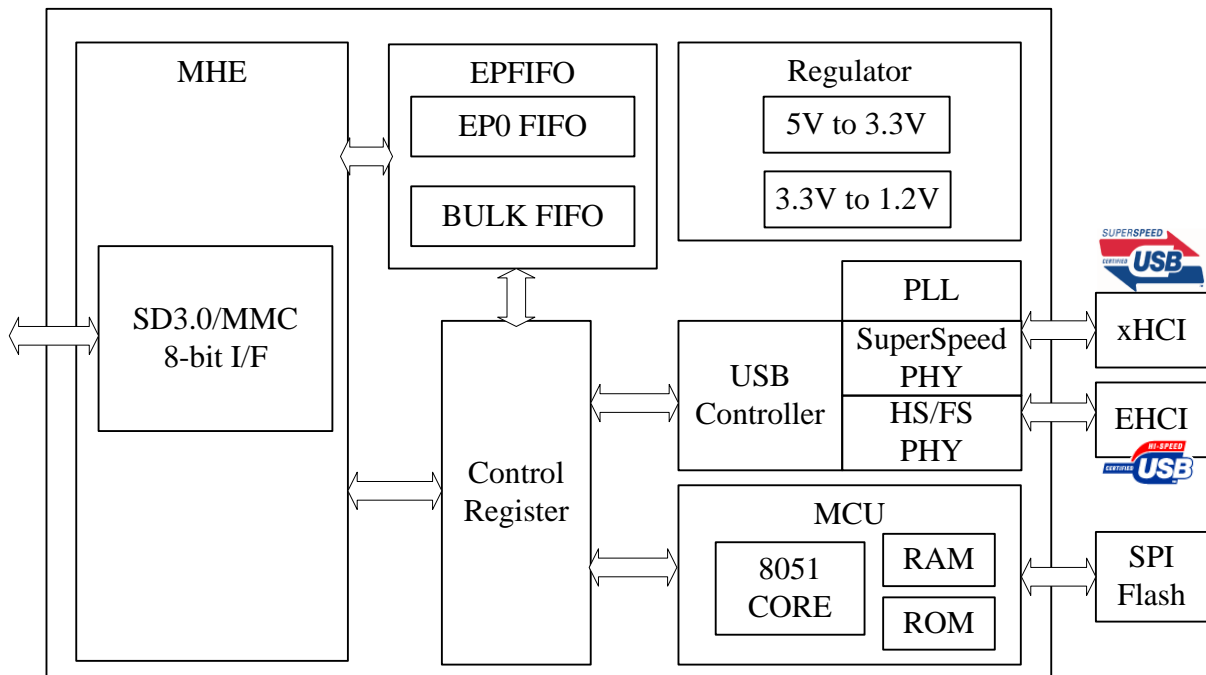 MHE
SD3.0/MMC
8-bit I/F
EPFIFO
EP0 FIFO
BULK FIFO
Regulator
5V to 3.3V
3.3V to 1.2V
Control
Register
USB
Controller
PLL
SuperSpeed
PHY
HS/FS
PHY
MCU
8051
CORE
RAM
ROM
SUPERSPEED
CERTIFIED
USB
xHCI
EHCI
HI-SPEED
CERTIFIED
USB
SPI
Flash